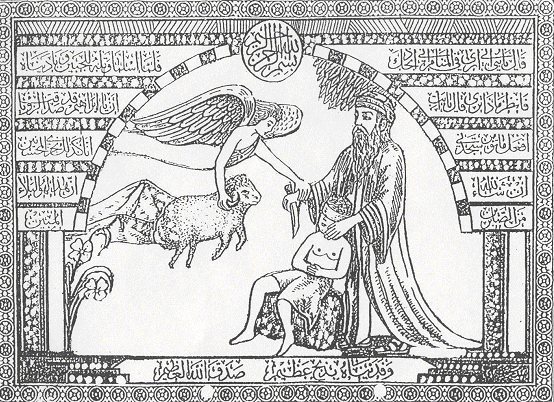 بسم الله الرحمن الرحيم
قال يا بني اني ارى في المنام اني اذبحك
فانظر ماذا ترى قال يا ابت
افعل ما تؤمر ستجدني
ان شاء الله
من الصابرين
فلما اسلما وتله للجبين وناديناه
ان يا ابراهيم قد صدقت الرؤيا
انا كذلك نجزي المحسنين
ان هذا لهو البلاء
المبين
وفديناه بذبح عظيم صدق الله العظيم